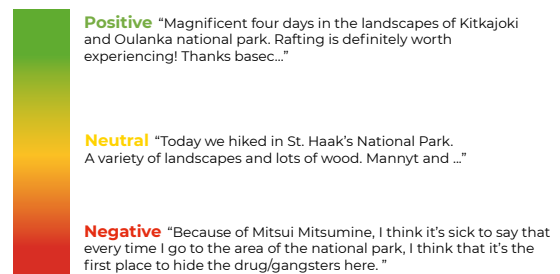 Positive “Magnificent four days in the landscapes of Kitkajoki
and Oulanka national park. Rafting is definitely worth
experiencing! Thanks basec...”
Neutral “Today we hiked in St. Haak’s National Park.
A variety of landscapes and lots of wood. Mannyt and ...”
Negative “Because of Mitsui Mitsumine, I think it’s sick to say that
every time I go to the area of the national park, I think that it’s the
first place to hide the drug/gangsters here. ”